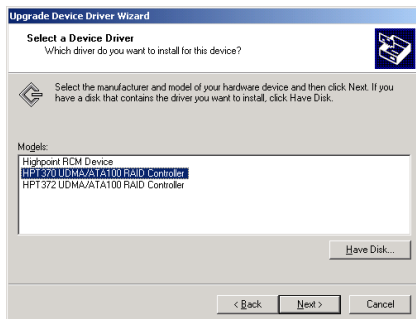 Upgrade Device Driver Wizard
Select a Device Driver
Which driver do you want to install for this device?
Select the manufacturer and model of your hardware device and then click Next. If you
have a disk that contains the driver you want to install, click Have Disk.
Models:
Highpoint RCM Device
HPT370 UDMA/ATA100 RAID Controller
HPT372 UDMA/ATA100 RAID Controller
Have Disk...
< Back
Next >
Cancel